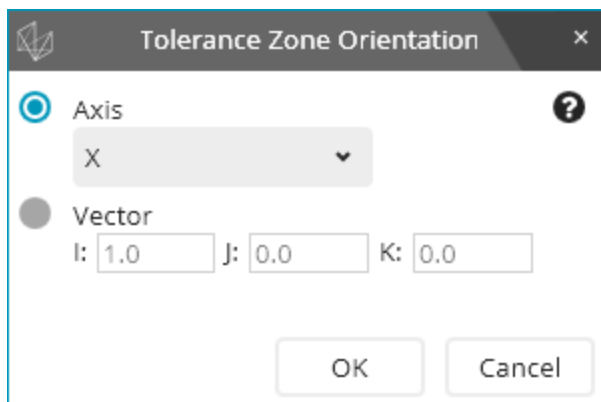 Tolerance Zone Orientation
Axis
X
Vector
I: 1.0 J: 0.0 K: 0.0
OK Cancel